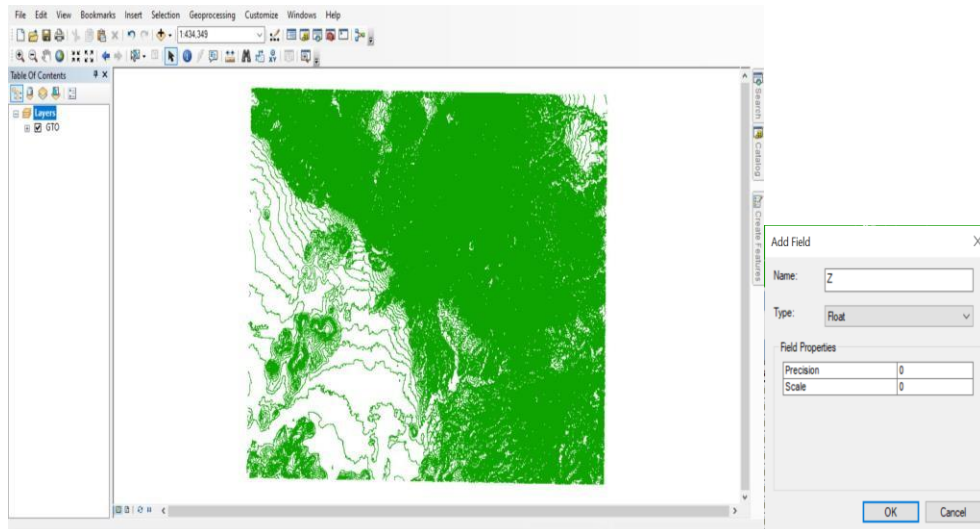 File Edit View Bookmarks Insert Selection Geoprocessing Customize Windows Help
1:434,349
Table Of Contents
Layers
GTO
Search
Catalog
Create Features
Add Field
Name: Z
Type: Float
Field Properties
Precision 0
Scale 0
OK Cancel